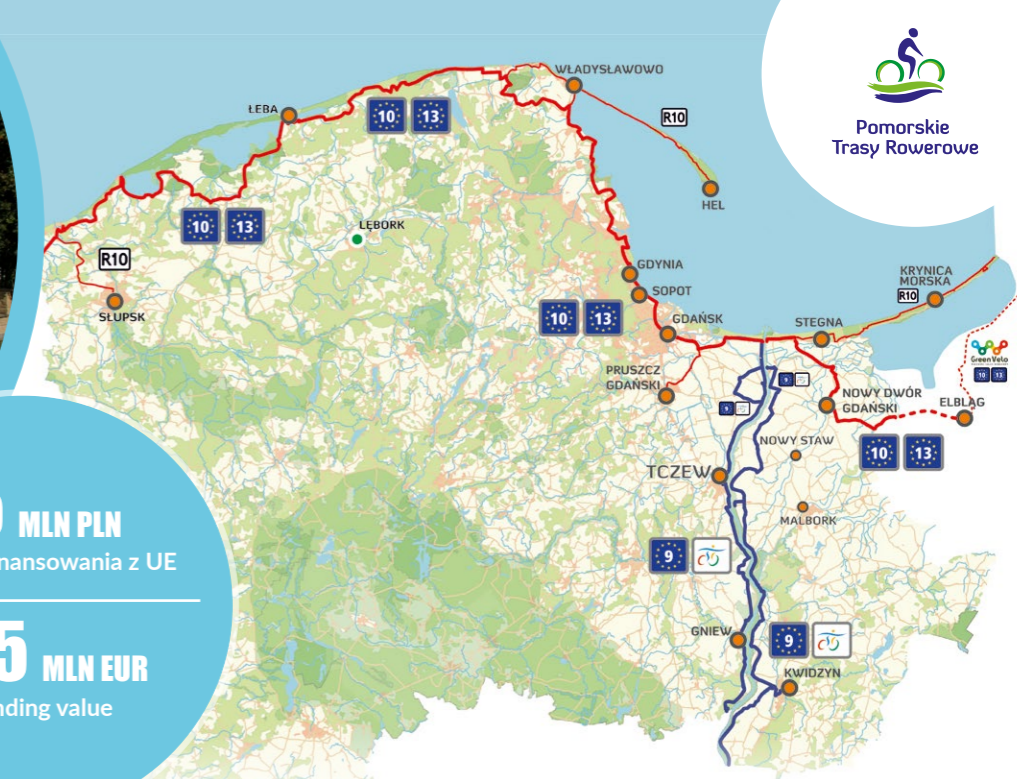 Pomorskie
Trasy Rowerowe
WŁADYSŁAWOWO
ŁEBA
10 13
R10
HEL
10 13
LĘBORK
R10
SŁUPSK
GDYNIA
SOPOT
10 13
GDAŃSK
KRYNICA
MORSKA
R10
STEGNA
GreenVelo
10 13
PRUSZCZ
GDAŃSKI
9
9
NOWY DWÓR
GDAŃSKI
ELBLĄG
10 13
NOWY STAW
TCZEW
MALBORK
9
GNIEW
9
KWIDZYN
MLN PLN
nansowania z UE
5 MLN EUR
nding value